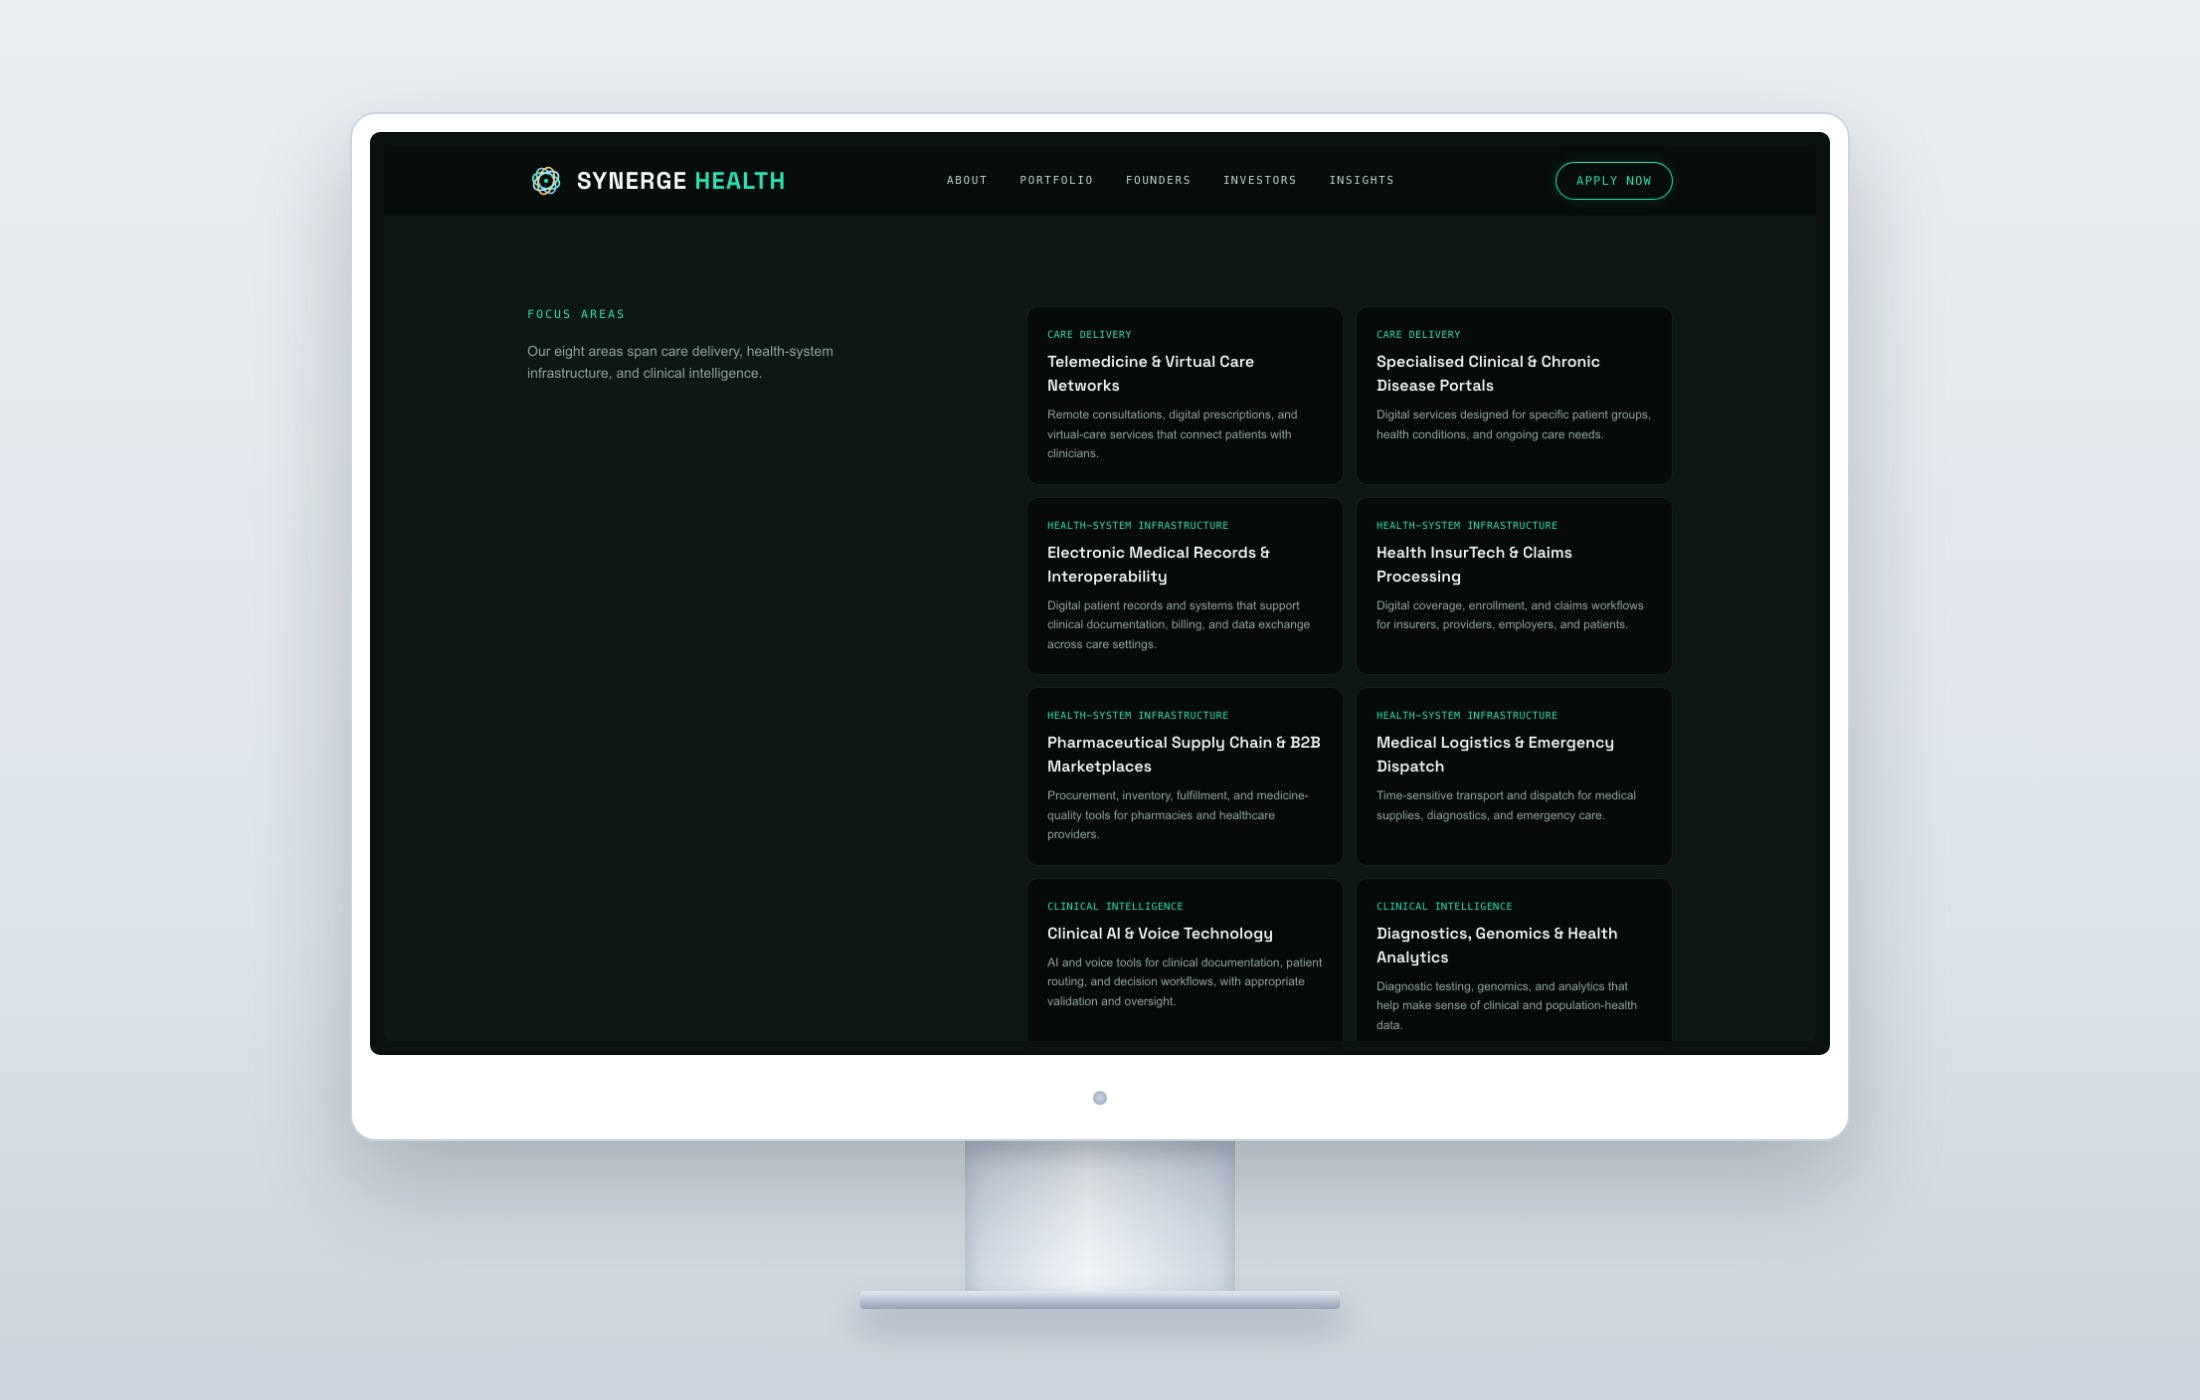 SYNERGE HEALTH
ABOUT
PORTFOLIO
FOUNDERS
INVESTORS
INSIGHTS
APPLY NOW
FOCUS AREAS
Our eight areas span care delivery, health-system
infrastructure, and clinical intelligence.
CARE DELIVERY
Telemedicine & Virtual Care
Networks
Remote consultations, digital prescriptions, and
virtual-care services that connect patients with
clinicians.
CARE DELIVERY
Specialised Clinical & Chronic
Disease Portals
Digital services designed for specific patient groups,
health conditions, and ongoing care needs.
HEALTH-SYSTEM INFRASTRUCTURE
Electronic Medical Records &
Interoperability
Digital patient records and systems that support
clinical documentation, billing, and data exchange
across care settings.
HEALTH-SYSTEM INFRASTRUCTURE
Health InsurTech & Claims
Processing
Digital coverage, enrollment, and claims workflows
for insurers, providers, employers, and patients.
HEALTH-SYSTEM INFRASTRUCTURE
Pharmaceutical Supply Chain & B2B
Marketplaces
Procurement, inventory, fulfillment, and medicine-
quality tools for pharmacies and healthcare
providers.
HEALTH-SYSTEM INFRASTRUCTURE
Medical Logistics & Emergency
Dispatch
Time-sensitive transport and dispatch for medical
supplies, diagnostics, and emergency care.
CLINICAL INTELLIGENCE
Clinical AI & Voice Technology
AI and voice tools for clinical documentation, patient
routing, and decision workflows, with appropriate
validation and oversight.
CLINICAL INTELLIGENCE
Diagnostics, Genomics & Health
Analytics
Diagnostic testing, genomics, and analytics that
help make sense of clinical and population-health
data.